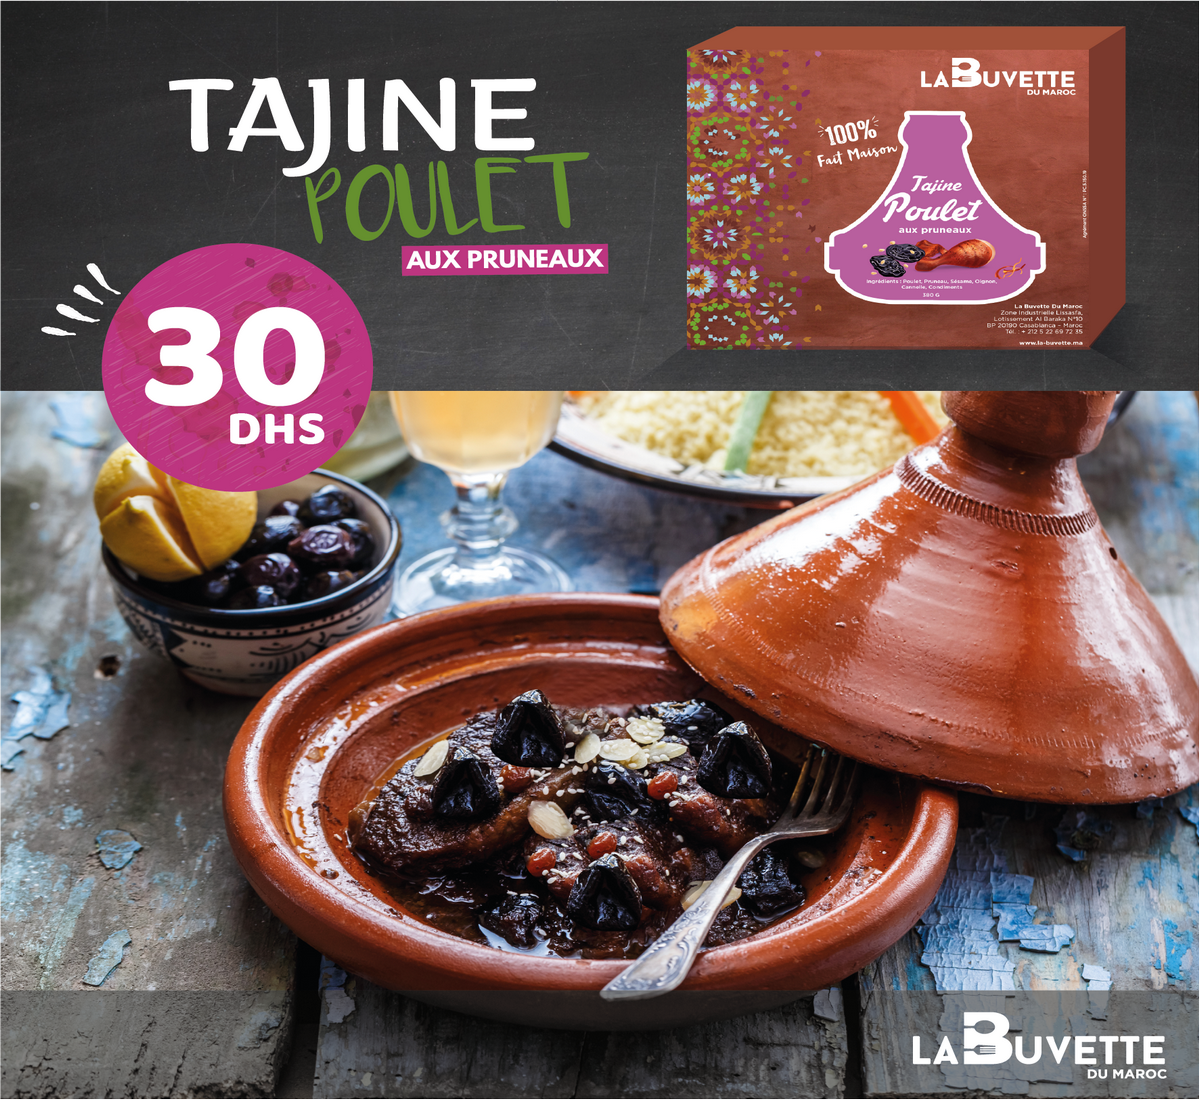 TAJINE
POULET
AUX PRUNEAUX
30
DHS
LA BUVETTE
DU MAROC
100%
Fait Maison
Tajine
Poulet
aux pruneaux
Ingrédients : Poulet, Pruneau, Sésame, Oignon,
Cannelle, Condiments
380 G
La Buvette Du Maroc
Zone Industrielle Lissasfa,
Lotissement Al Baraka N°10
BP 20190 Casablanca - Maroc
Tél. : + 212 5 22 69 72 35
www.la-buvette.ma
LA BUVETTE
DU MAROC